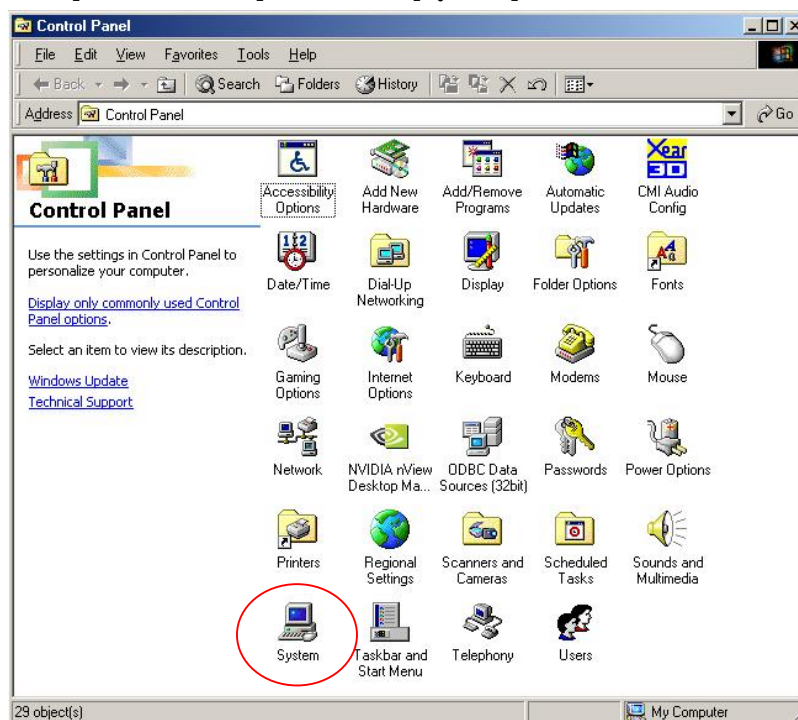 Control Panel
File Edit View Favorites Tools Help
Back Search Folders History
Address Control Panel Go
Control Panel
Use the settings in Control Panel to
personalize your computer.
Display only commonly used Control
Panel options.
Select an item to view its description.
Windows Update
Technical Support
Accessibility
Options
Add New
Hardware
Add/Remove
Programs
Automatic
Updates
Xear
3D
CMI Audio
Config
Date/Time
Dial-Up
Networking
Display
Folder Options
Fonts
Gaming
Options
Internet
Options
Keyboard
Modems
Mouse
Network
NVIDIA nView
Desktop Ma...
ODBC Data
Sources (32bit)
Passwords
Power Options
Printers
Regional
Settings
Scanners and
Cameras
Scheduled
Tasks
Sounds and
Multimedia
System
Taskbar and
Start Menu
Telephony
Users
29 object(s) My Computer